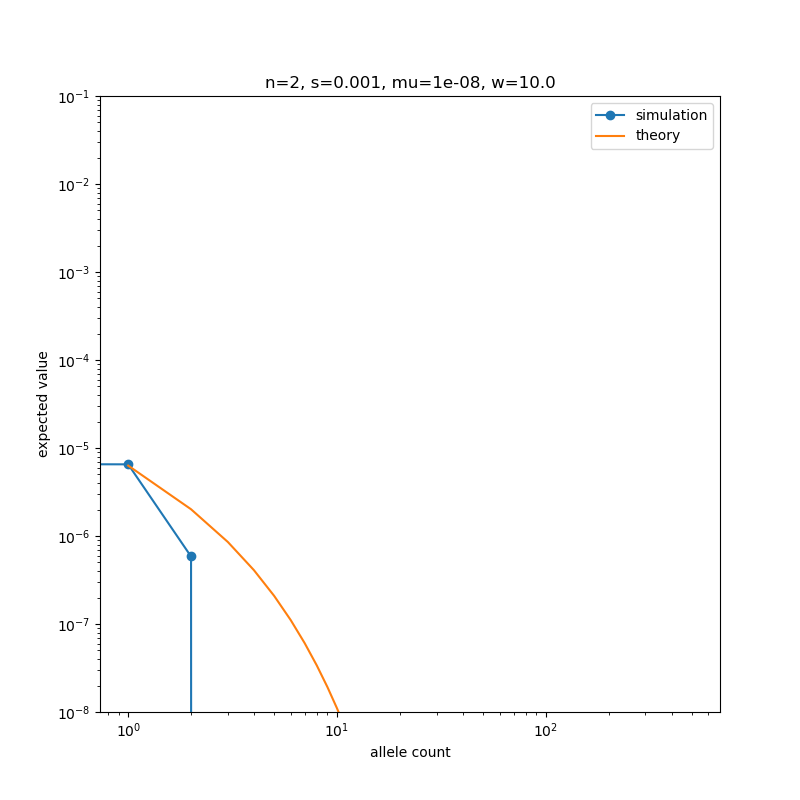 n=2, s=0.001, mu=1e-08, w=10.0
simulation
theory
10⁻¹
10⁻²
10⁻³
10⁻⁴
10⁻⁵
10⁻⁶
10⁻⁷
10⁻⁸
expected value
10⁰
10¹
10²
allele count